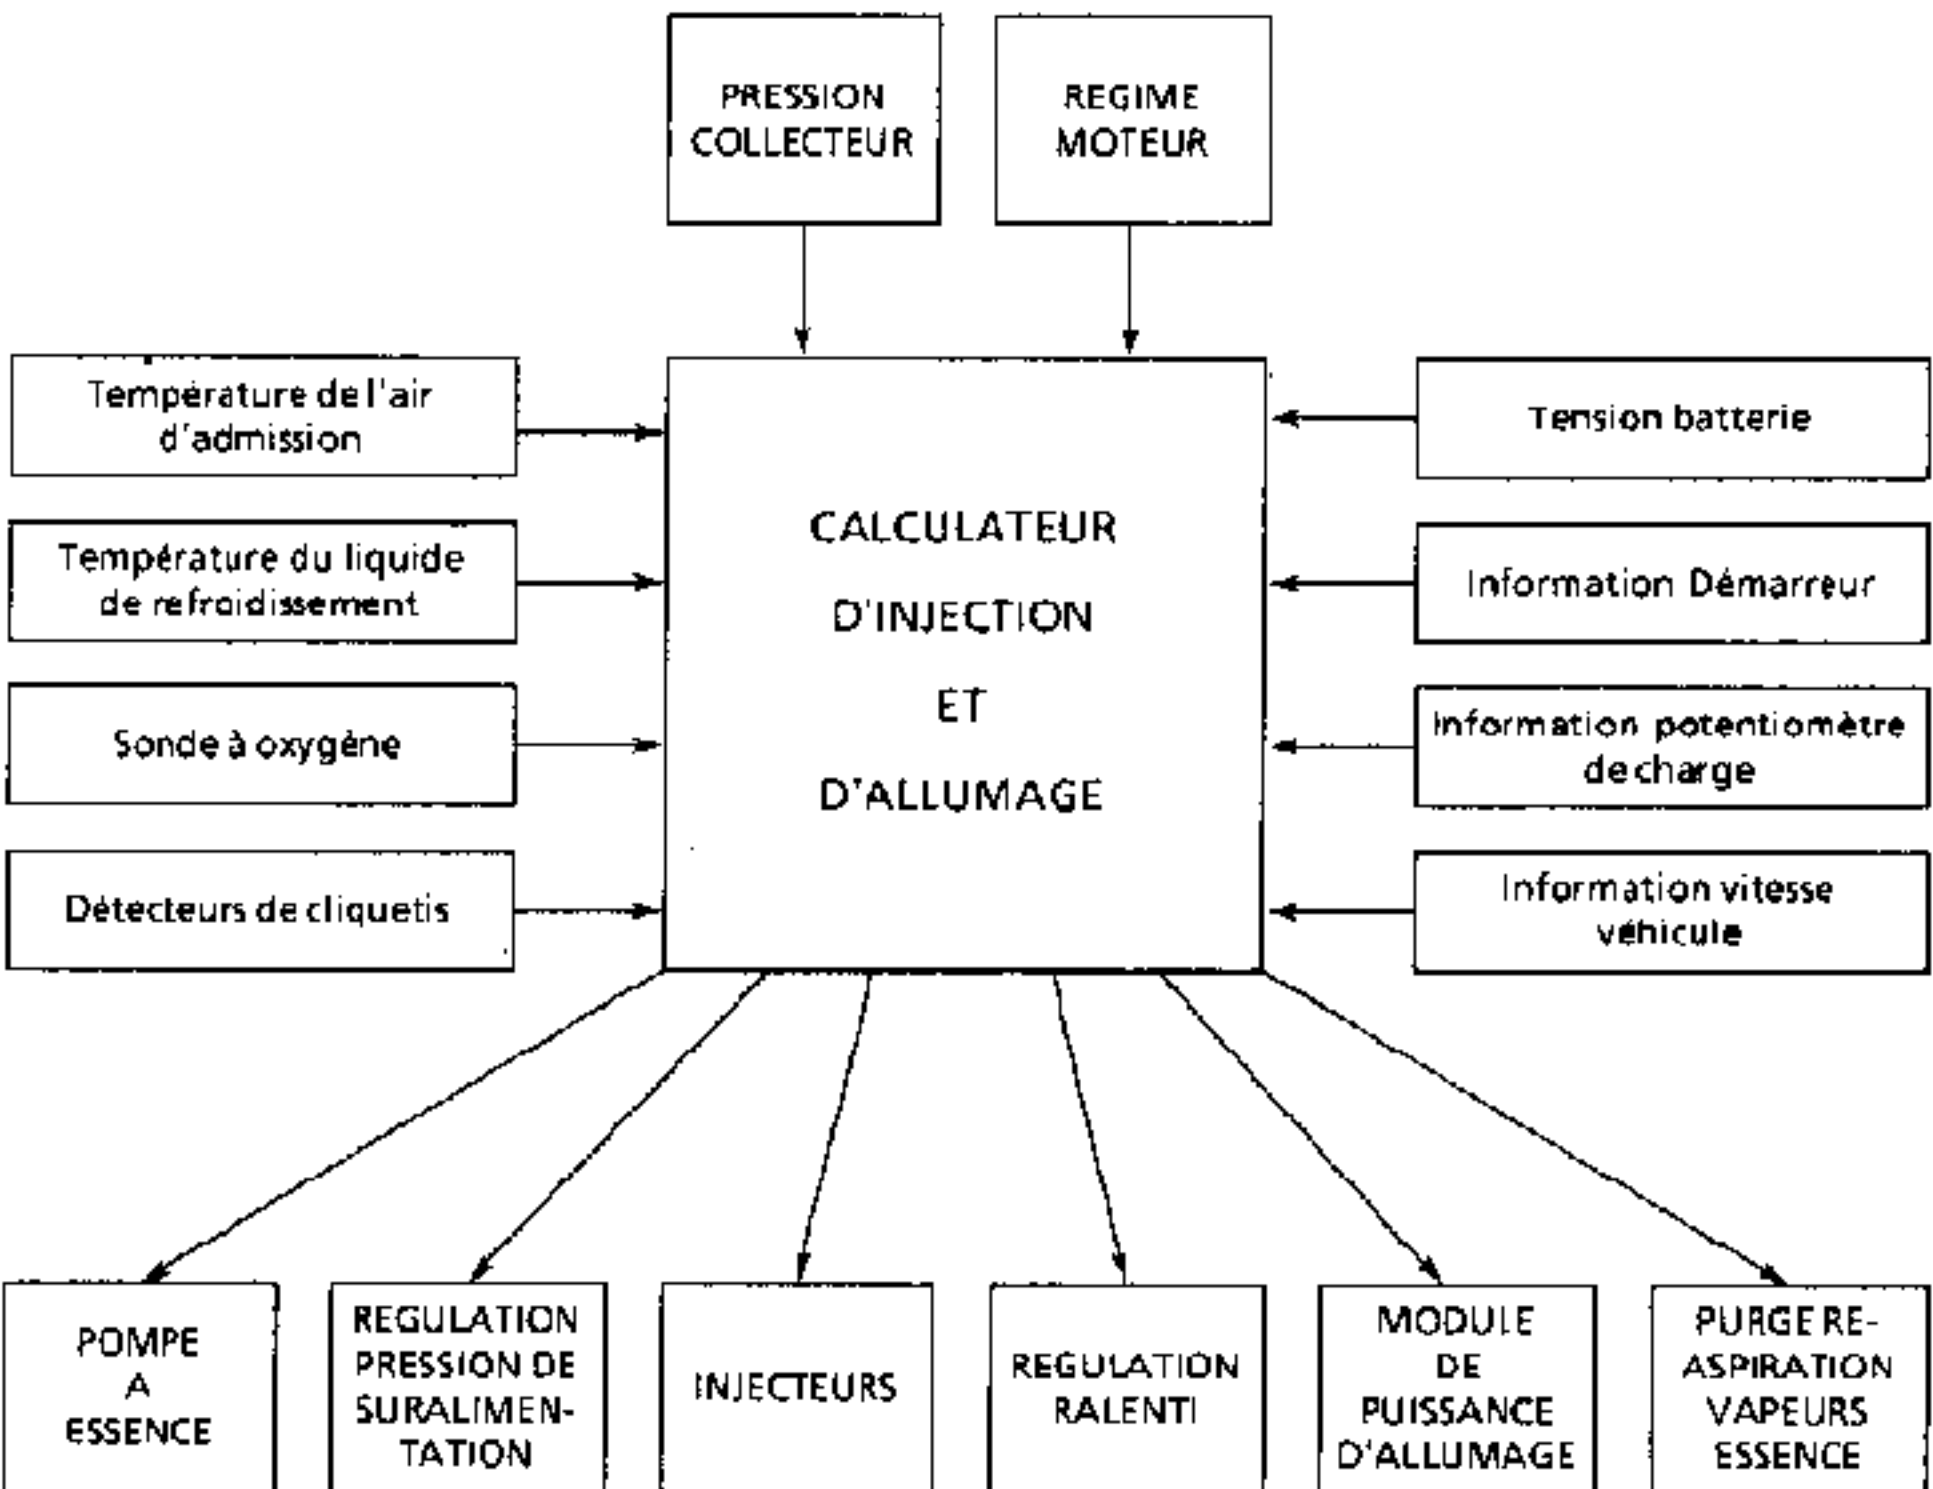 PRESSION
COLLECTEUR
REGIME
MOTEUR
Température de l'air
d'admission
Température du liquide
de refroidissement
Sonde à oxygène
Détecteurs de cliquetis
CALCULATEUR
D'INJECTION
ET
D'ALLUMAGE
Tension batterie
Information Démarreur
Information potentiomètre
de charge
Information vitesse
véhicule
POMPE
A
ESSENCE
REGULATION
PRESSION DE
SURALIMEN-
TATION
INJECTEURS
REGULATION
RALENTI
MODULE
DE
PUISSANCE
D'ALLUMAGE
PURGE RE-
ASPIRATION
VAPEURS
ESSENCE